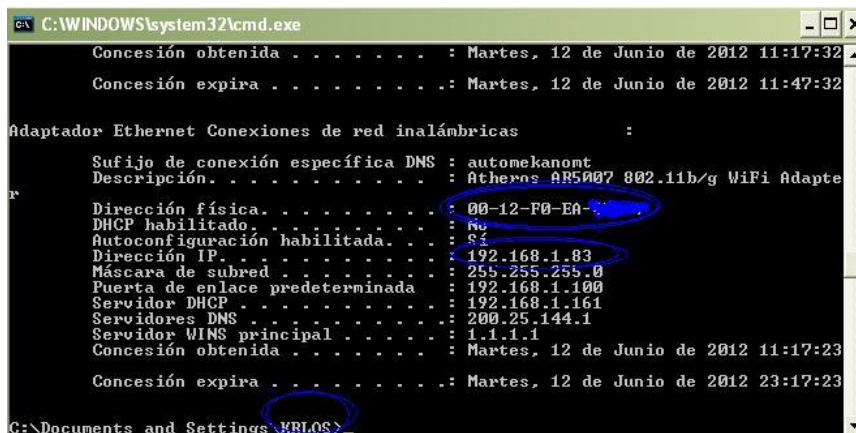 C:\WINDOWS\system32\cmd.exe
Concesión obtenida . . . . . . . : Martes, 12 de Junio de 2012 11:17:32
Concesión expira . . . . . . . . .: Martes, 12 de Junio de 2012 11:47:32
Adaptador Ethernet Conexiones de red inalámbricas :
Sufijo de conexión específica DNS : automekanomt
Descripción. . . . . . . . . . . : Atheros AR5007 802.11b/g WiFi Adapte
r
Dirección física. . . . . . . . . : 00-12-F0-EA-
DHCP habilitado. . . . . . . . . : No
Autoconfiguración habilitada. . . : Sí
Dirección IP. . . . . . . . . . . : 192.168.1.83
Máscara de subred . . . . . . . . : 255.255.255.0
Puerta de enlace predeterminada : 192.168.1.100
Servidor DHCP . . . . . . . . . . : 192.168.1.161
Servidores DNS . . . . . . . . . .: 200.25.144.1
Servidor WINS principal . . . . . : 1.1.1.1
Concesión obtenida . . . . . . . : Martes, 12 de Junio de 2012 11:17:23
Concesión expira . . . . . . . . .: Martes, 12 de Junio de 2012 23:17:23
C:\Documents and Settings\KRLOS>_